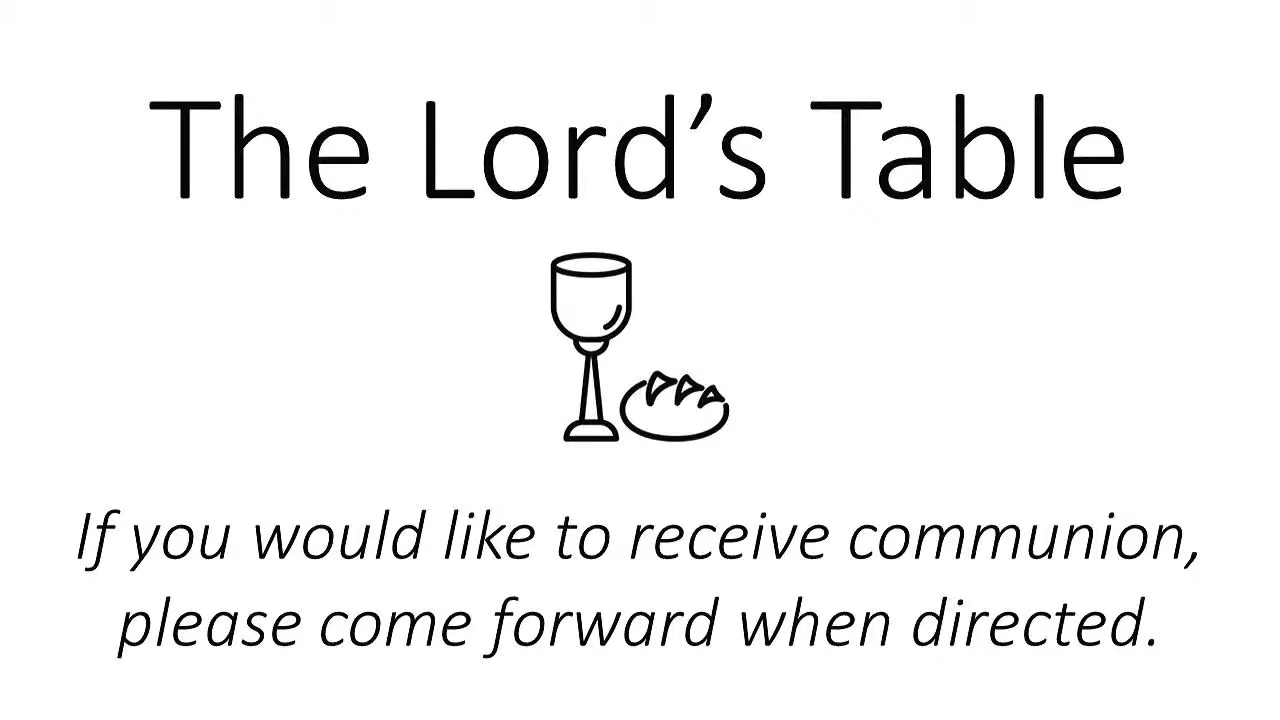 The Lord’s Table
If you would like to receive communion,
please come forward when directed.